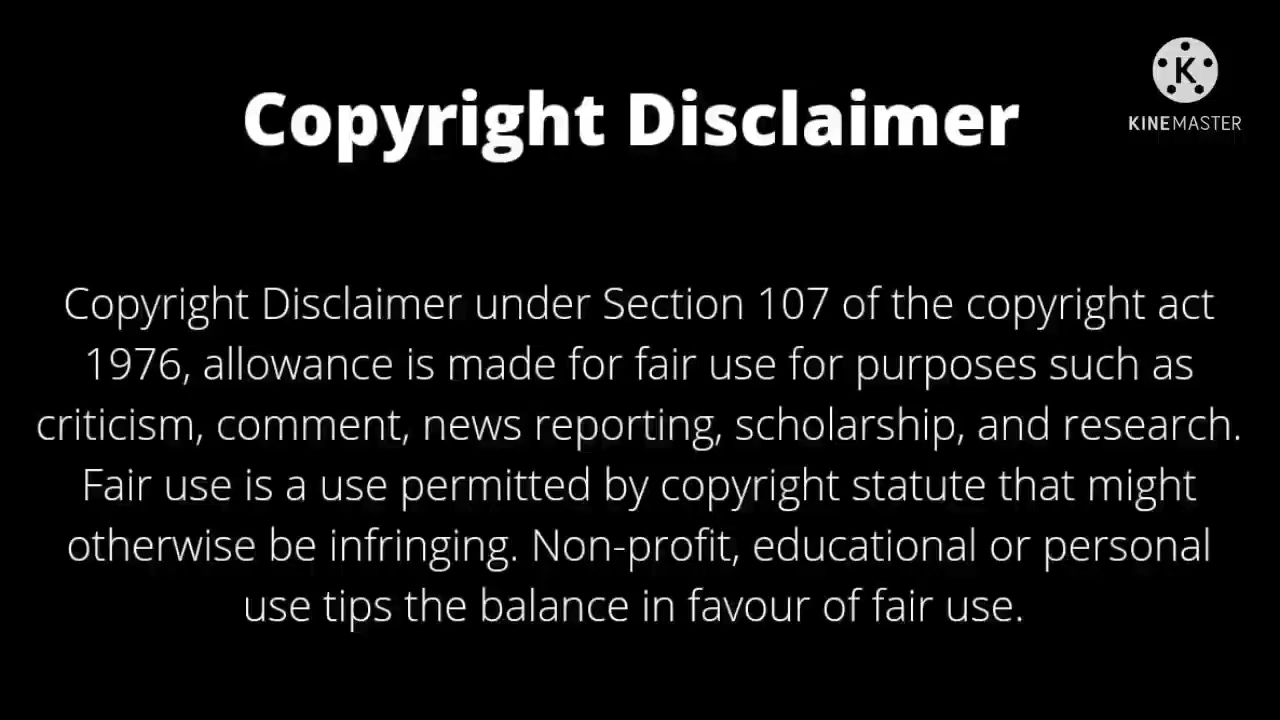 K
KINEMASTER
Copyright Disclaimer
Copyright Disclaimer under Section 107 of the copyright act
1976, allowance is made for fair use for purposes such as
criticism, comment, news reporting, scholarship, and research.
Fair use is a use permitted by copyright statute that might
otherwise be infringing. Non-profit, educational or personal
use tips the balance in favour of fair use.